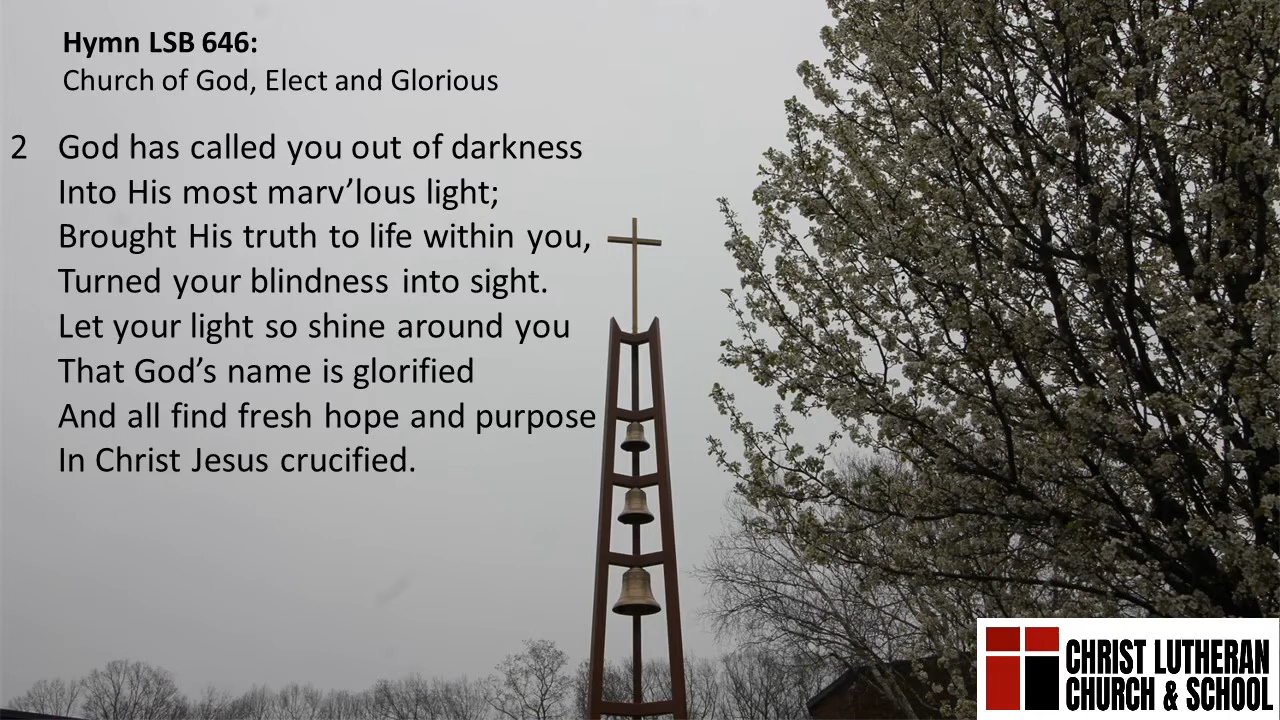 Hymn LSB 646:
Church of God, Elect and Glorious
2 God has called you out of darkness
Into His most marv’lous light;
Brought His truth to life within you,
Turned your blindness into sight.
Let your light so shine around you
That God’s name is glorified
And all find fresh hope and purpose
In Christ Jesus crucified.
CHRIST LUTHERAN
CHURCH & SCHOOL